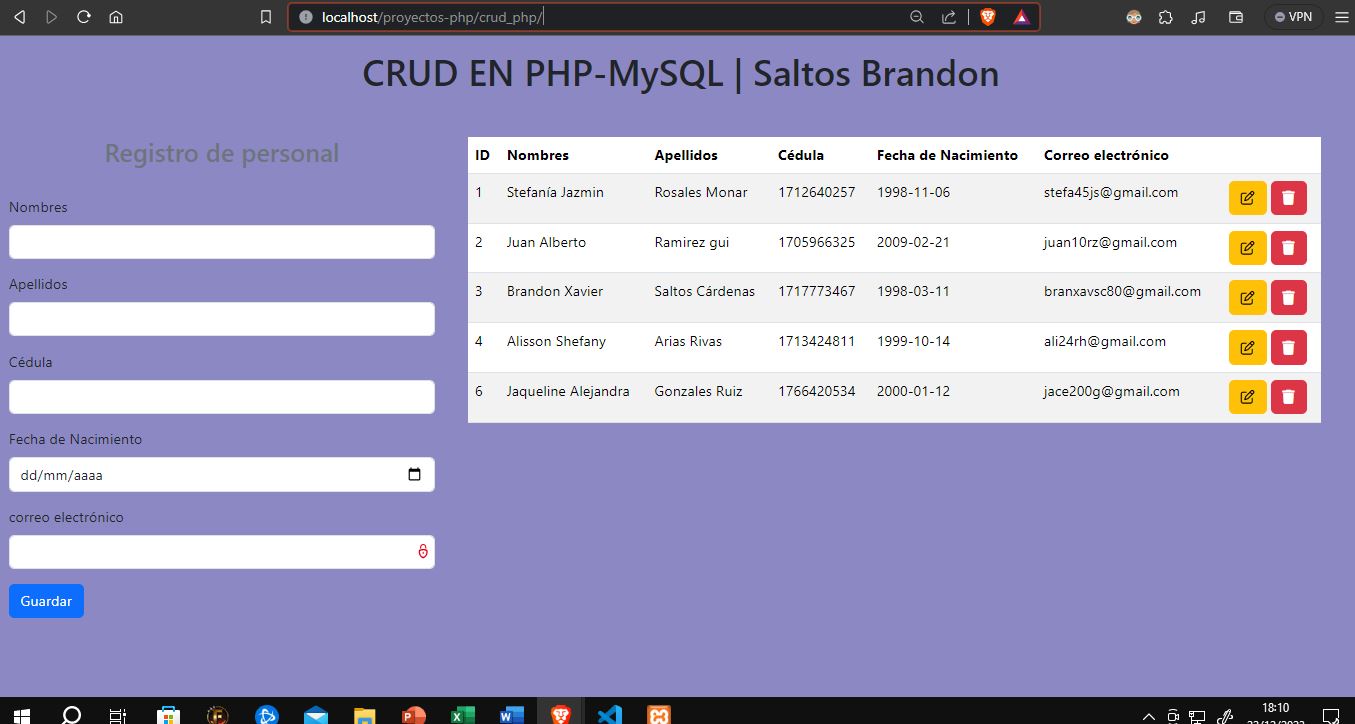 localhost/proyectos-php/crud_php/
VPN
CRUD EN PHP-MySQL | Saltos Brandon
Registro de personal
Nombres
Apellidos
Cédula
Fecha de Nacimiento
dd/mm/aaaa
correo electrónico
Guardar
ID Nombres Apellidos Cédula Fecha de Nacimiento Correo electrónico
1 Stefanía Jazmin Rosales Monar 1712640257 1998-11-06 stefa45js@gmail.com
2 Juan Alberto Ramirez gui 1705966325 2009-02-21 juan10rz@gmail.com
3 Brandon Xavier Saltos Cárdenas 1717773467 1998-03-11 branxavsc80@gmail.com
4 Alisson Shefany Arias Rivas 1713424811 1999-10-14 ali24rh@gmail.com
6 Jaqueline Alejandra Gonzales Ruiz 1766420534 2000-01-12 jace200g@gmail.com
18:10